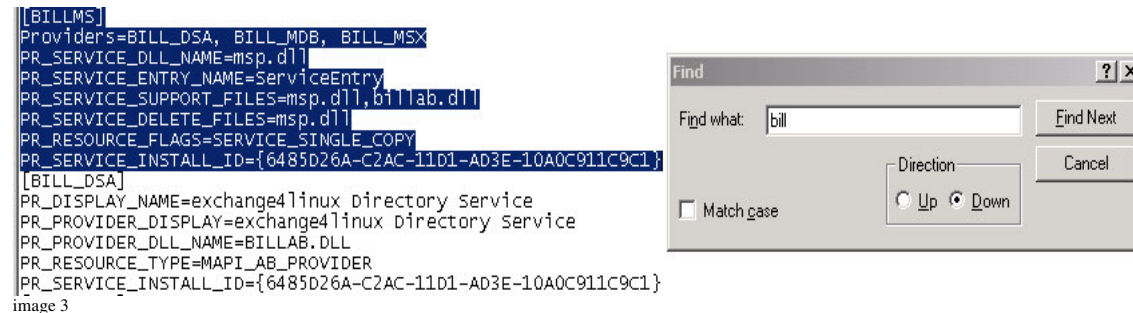 [BILLMS]
Providers=BILL_DSA, BILL_MDB, BILL_MSX
PR_SERVICE_DLL_NAME=msp.dll
PR_SERVICE_ENTRY_NAME=ServiceEntry
PR_SERVICE_SUPPORT_FILES=msp.dll,billab.dll
PR_SERVICE_DELETE_FILES=msp.dll
PR_RESOURCE_FLAGS=SERVICE_SINGLE_COPY
PR_SERVICE_INSTALL_ID={6485D26A-C2AC-11D1-AD3E-10A0C911C9C1}
[BILL_DSA]
PR_DISPLAY_NAME=exchange4linux Directory Service
PR_PROVIDER_DISPLAY=exchange4linux Directory Service
PR_PROVIDER_DLL_NAME=BILLAB.DLL
PR_RESOURCE_TYPE=MAPI_AB_PROVIDER
PR_SERVICE_INSTALL_ID={6485D26A-C2AC-11D1-AD3E-10A0C911C9C1}
Find
? X
Find what: bill
Find Next
Direction
Cancel
Match case
Up Down
image 3